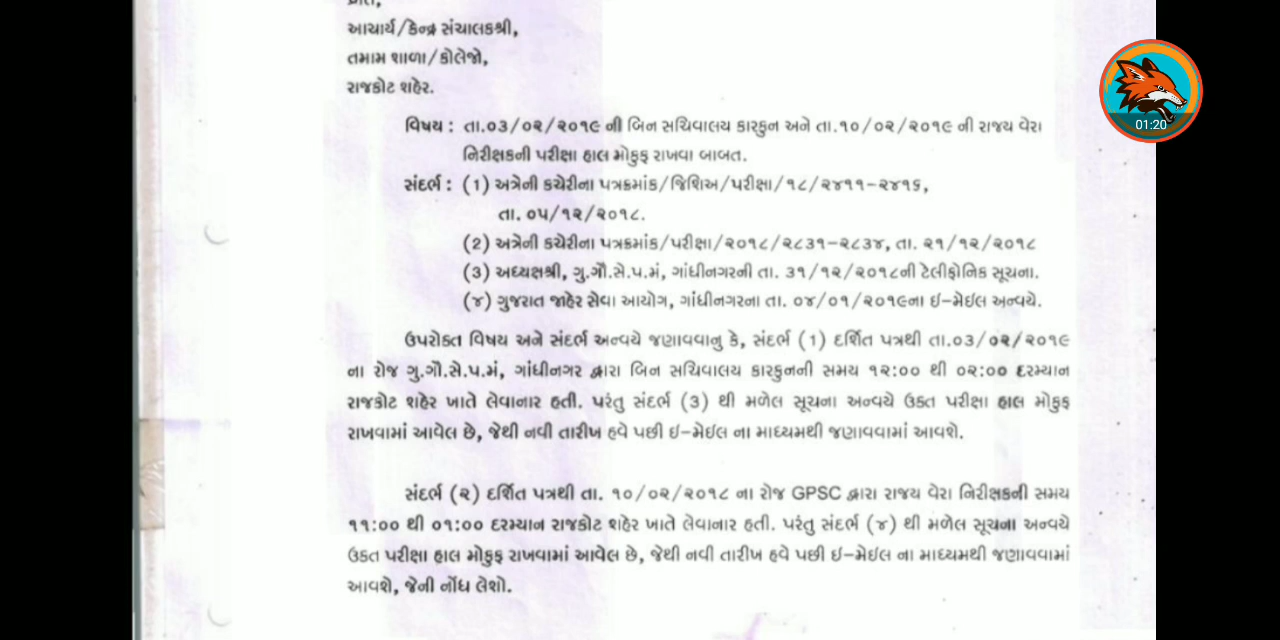 પ્રતિ,
આચાર્ય/કેન્દ્ર સંચાલકશ્રી,
તમામ શાળા/કોલેજો,
રાજકોટ શહેર.
વિષય : તા.૦૩/૦૨/૨૦૧૯ ની બિન સચિવાલય કારકુન અને તા.૧૦/૦૨/૨૦૧૯ ની રાજય વેરા
નિરીક્ષકની પરીક્ષા હાલ મોકુફ રાખવા બાબત.
સંદર્ભ : (૧) અત્રેની કચેરીના પત્રક્માંક/જિશિઅ/પરીક્ષા/૧૮/૨૪૧૧-૨૪૧૬,
તા. ૦૫/૧૨/૨૦૧૮.
(૨) અત્રેની કચેરીના પત્રક્માંક/પરીક્ષા/૨૦૧૮/૨૮૩૧-૨૮૩૪, તા. ૨૧/૧૨/૨૦૧૮
(૩) અધ્યક્ષશ્રી, ગુ.ગૌ.સે.પ.મં, ગાંધીનગરની તા. ૩૧/૧૨/૨૦૧૮ની ટેલીફોનિક સૂચના.
(૪) ગુજરાત જાહેર સેવા આયોગ, ગાંધીનગરના તા. ૦૪/૦૧/૨૦૧૯ના ઇ-મેઇલ અન્વયે.
ઉપરોક્ત વિષય અને સંદર્ભ અન્વયે જણાવવાનુ કે, સંદર્ભ (૧) દર્શિત પત્રથી તા.૦૩/૦૨/૨૦૧૯
ના રોજ ગુ.ગૌ.સે.પ.મં, ગાંધીનગર દ્વારા બિન સચિવાલય કારકુનની સમય ૧૨:૦૦ થી ૦૨:૦૦ દરમ્યાન
રાજકોટ શહેર ખાતે લેવાનાર હતી. પરંતુ સંદર્ભ (૩) થી મળેલ સૂચના અન્વયે ઉક્ત પરીક્ષા હાલ મોકુફ
રાખવામાં આવેલ છે, જેથી નવી તારીખ હવે પછી ઇ-મેઇલ ના માધ્યમથી જણાવવામાં આવશે.
સંદર્ભ (૨) દર્શિત પત્રથી તા. ૧૦/૦૨/૨૦૧૮ ના રોજ GPSC દ્વારા રાજય વેરા નિરીક્ષકની સમય
૧૧:૦૦ થી ૦૧:૦૦ દરમ્યાન રાજકોટ શહેર ખાતે લેવાનાર હતી. પરંતુ સંદર્ભ (૪) થી મળેલ સૂચના અન્વયે
ઉક્ત પરીક્ષા હાલ મોકુફ રાખવામાં આવેલ છે, જેથી નવી તારીખ હવે પછી ઇ-મેઇલ ના માધ્યમથી જણાવવામાં
આવશે, જેની નોંધ લેશો.
01:20